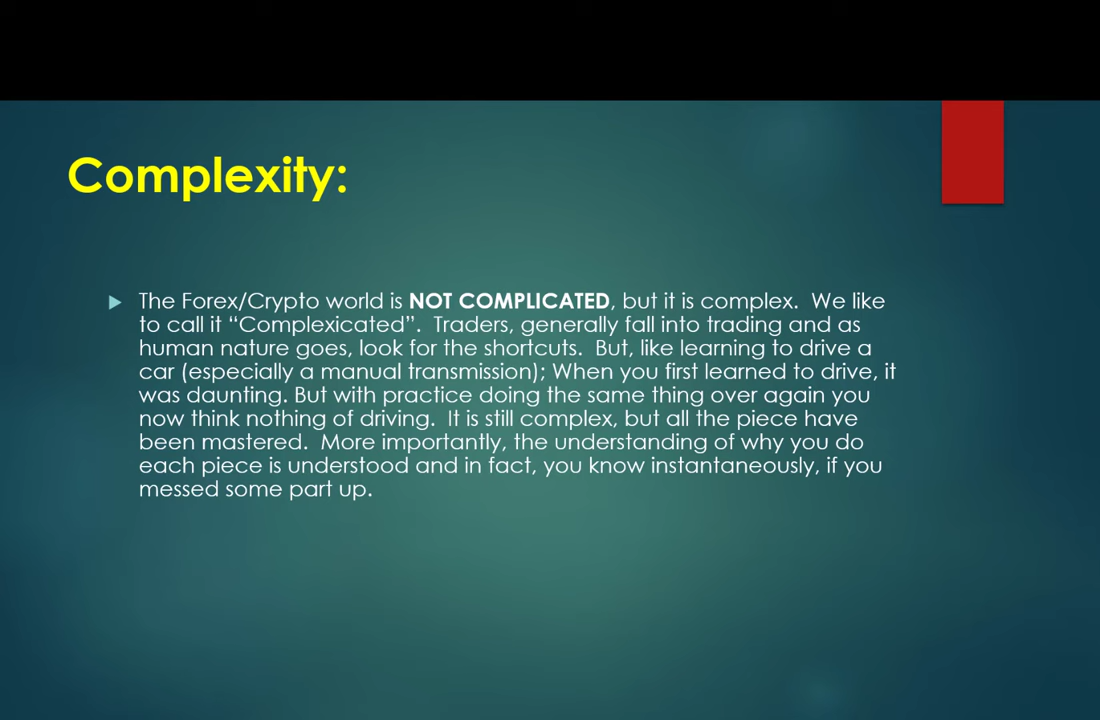 Complexity:
The Forex/Crypto world is NOT COMPLICATED, but it is complex.  We like
to call it “Complexicated”.  Traders, generally fall into trading and as
human nature goes, look for the shortcuts.  But, like learning to drive a
car (especially a manual transmission); When you first learned to drive, it
was daunting. But with practice doing the same thing over again you
now think nothing of driving.  It is still complex, but all the piece have
been mastered.  More importantly, the understanding of why you do
each piece is understood and in fact, you know instantaneously, if you
messed some part up.